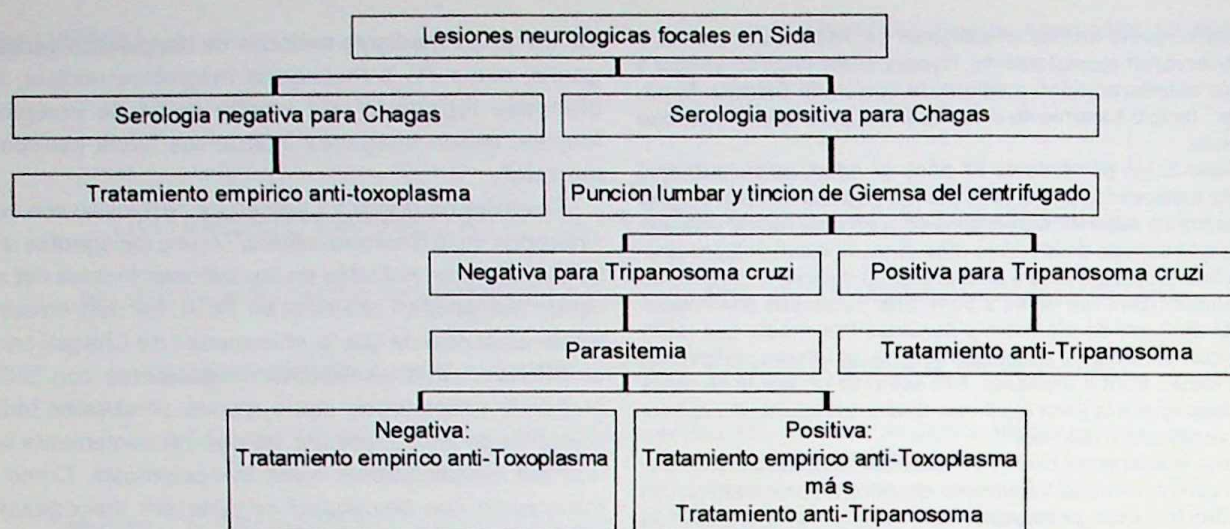 Lesiones neurologicas focales en Sida
Serologia negativa para Chagas
Serologia positiva para Chagas
Tratamiento empirico anti-toxoplasma
Puncion lumbar y tincion de Giemsa del centrifugado
Negativa para Tripanosoma cruzi
Positiva para Tripanosoma cruzi
Parasitemia
Tratamiento anti-Tripanosoma
Negativa:
Tratamiento empirico anti-Toxoplasma
Positiva:
Tratamiento empirico anti-Toxoplasma
má s
Tratamiento anti-Tripanosoma